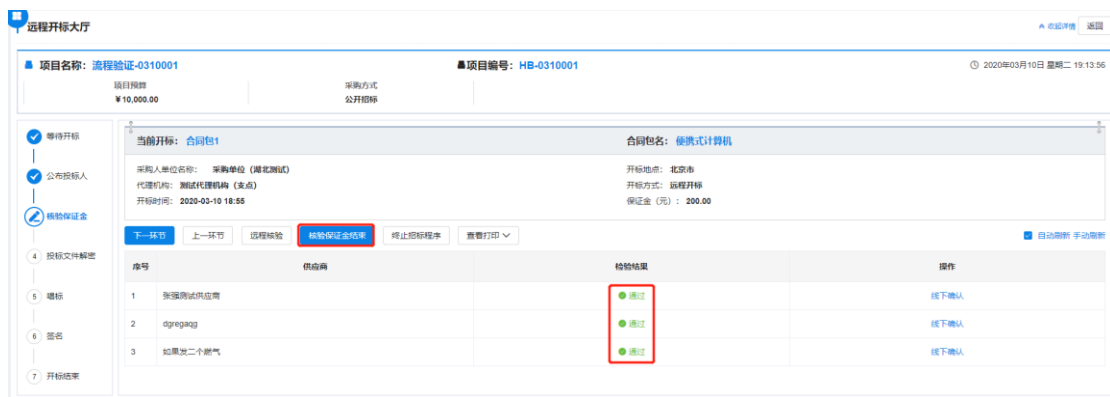 远程开标大厅
收起详情 返回
项目名称：流程验证-0310001 项目编号：HB-0310001 2020年03月10日 星期二 19:13:56
项目预算 采购方式
¥10,000.00 公开招标
等待开标
公布投标人
核验保证金
4 投标文件解密
5 唱标
6 签名
7 开标结束
当前开标：合同包1 合同包名：便携式计算机
采购人单位名称： 采购单位（湖北测试） 开标地点：北京市
代理机构：测试代理机构（支点） 开标方式：远程开标
开标时间：2020-03-10 18:55 保证金（元）：200.00
下一环节 上一环节 远程核验 核验保证金结束 终止招标程序 查看打印 自动刷新 手动刷新
序号 供应商 检验结果 操作
1 张强测试供应商 通过 线下确认
2 dgregaqg 通过 线下确认
3 如果发二个燃气 通过 线下确认